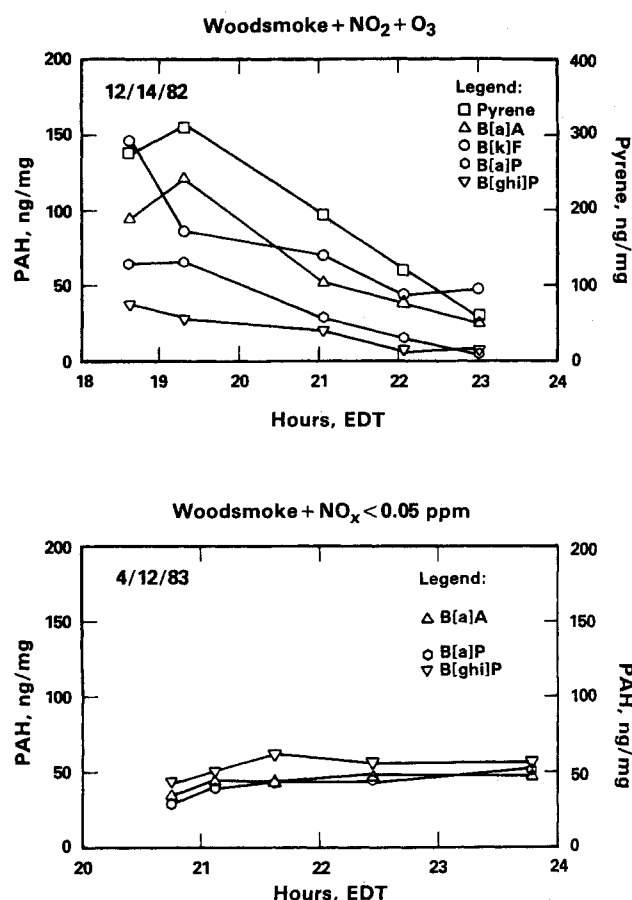 Woodsmoke + NO₂ + O₃
200
150
100
50
0
PAH, ng/mg
12/14/82
Legend:
Pyrene
B[a]A
B[k]F
B[a]P
B[ghi]P
400
300
200
100
0
Pyrene, ng/mg
18 19 20 21 22 23 24
Hours, EDT
Woodsmoke + NOₓ < 0.05 ppm
200
150
100
50
0
PAH, ng/mg
4/12/83
Legend:
B[a]A
B[a]P
B[ghi]P
200
150
100
50
0
PAH, ng/mg
20 21 22 23 24
Hours, EDT